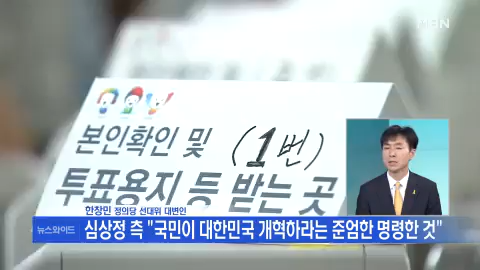 MBN
본인확인 및 (1번)
투표용지 등 받는 곳
한창민 정의당 선대위 대변인
뉴스와이드
심상정 측 "국민이 대한민국 개혁하라는 준엄한 명령한 것"